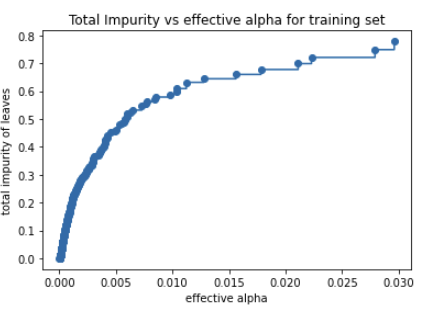 Total Impurity vs effective alpha for training set
total impurity of leaves
0.8
0.7
0.6
0.5
0.4
0.3
0.2
0.1
0.0
0.000 0.005 0.010 0.015 0.020 0.025 0.030
effective alpha